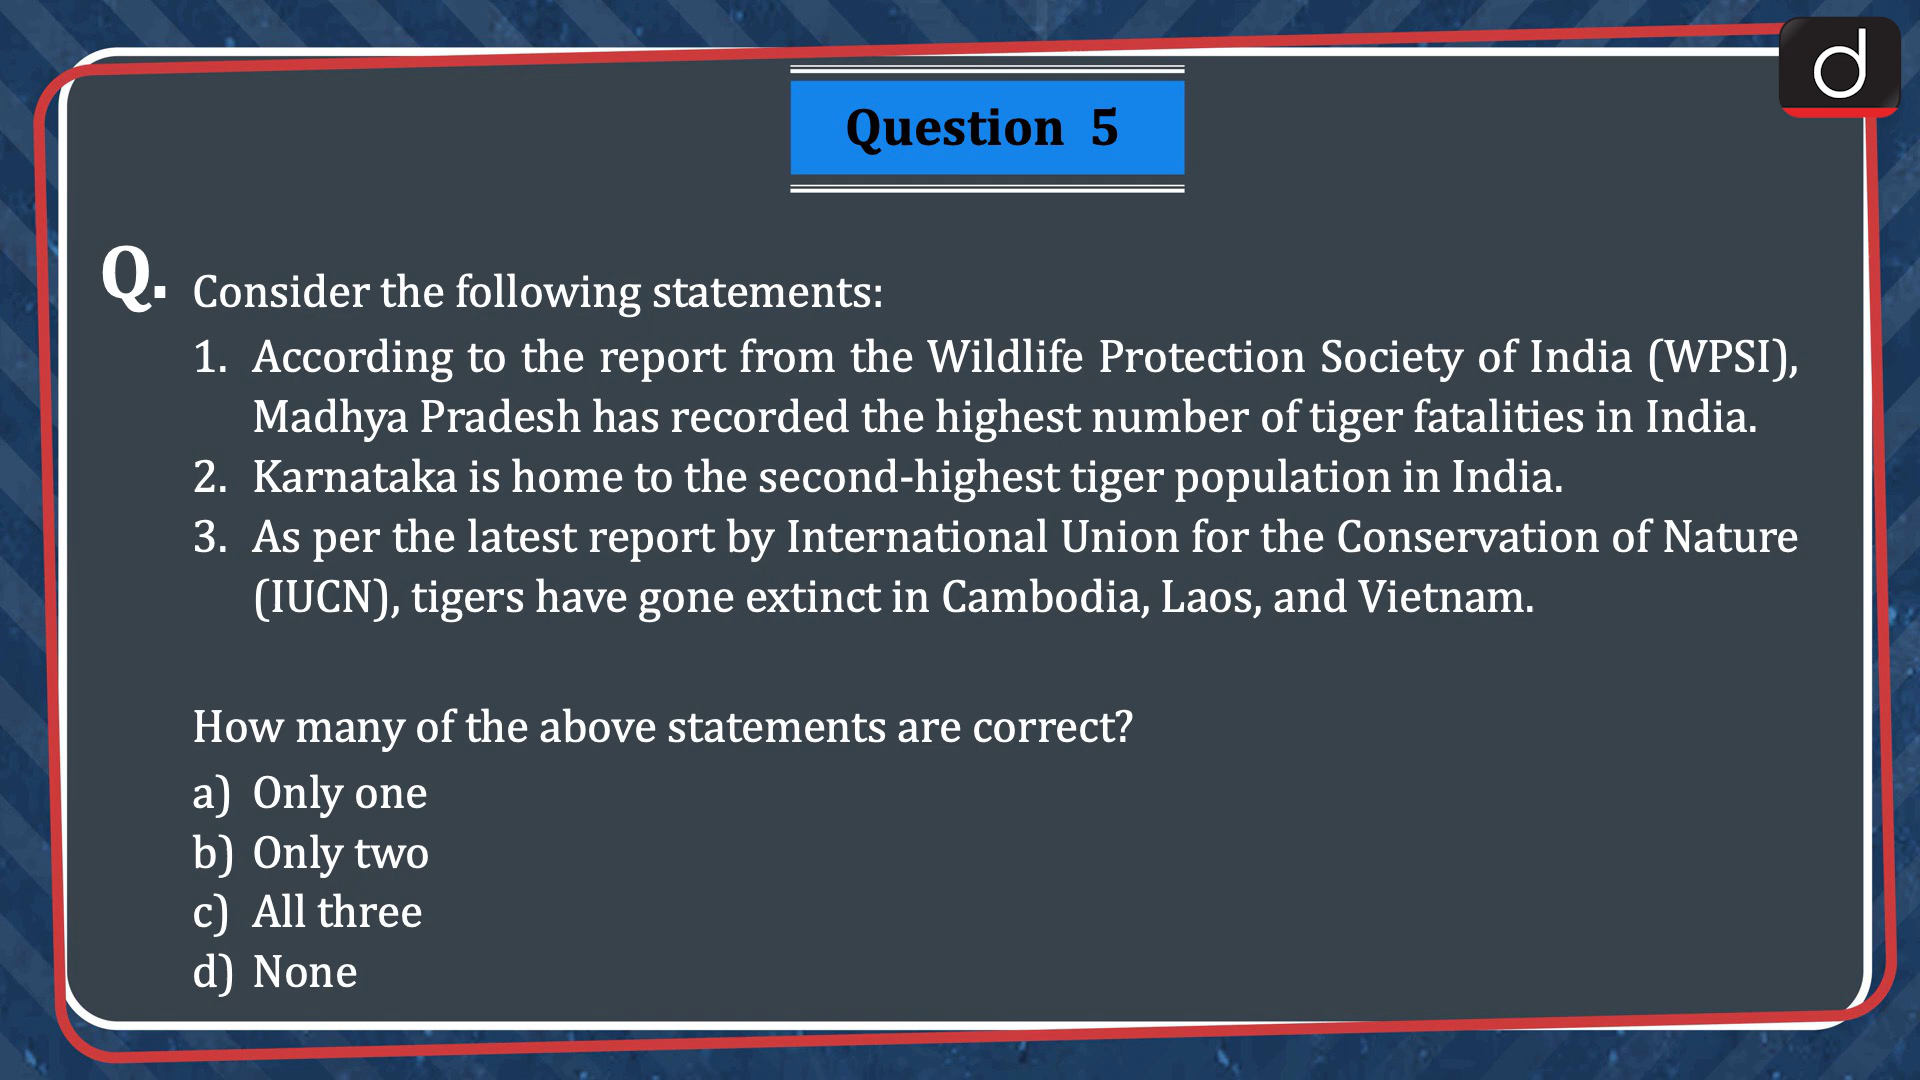 d
Question 5
Q. Consider the following statements:
1. According to the report from the Wildlife Protection Society of India (WPSI),
Madhya Pradesh has recorded the highest number of tiger fatalities in India.
2. Karnataka is home to the second-highest tiger population in India.
3. As per the latest report by International Union for the Conservation of Nature
(IUCN), tigers have gone extinct in Cambodia, Laos, and Vietnam.
How many of the above statements are correct?
a) Only one
b) Only two
c) All three
d) None